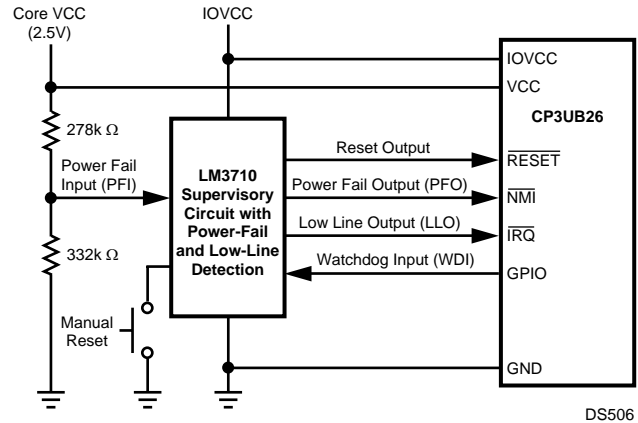 Core VCC
(2.5V)
IOVCC
IOVCC
VCC
CP3UB26
278k Ω
Power Fail
Input (PFI)
332k Ω
LM3710
Supervisory
Circuit with
Power-Fail
and Low-Line
Detection
Reset Output
RESET
Power Fail Output (PFO)
NMI
Low Line Output (LLO)
IRQ
Watchdog Input (WDI)
GPIO
Manual
Reset
GND
DS506